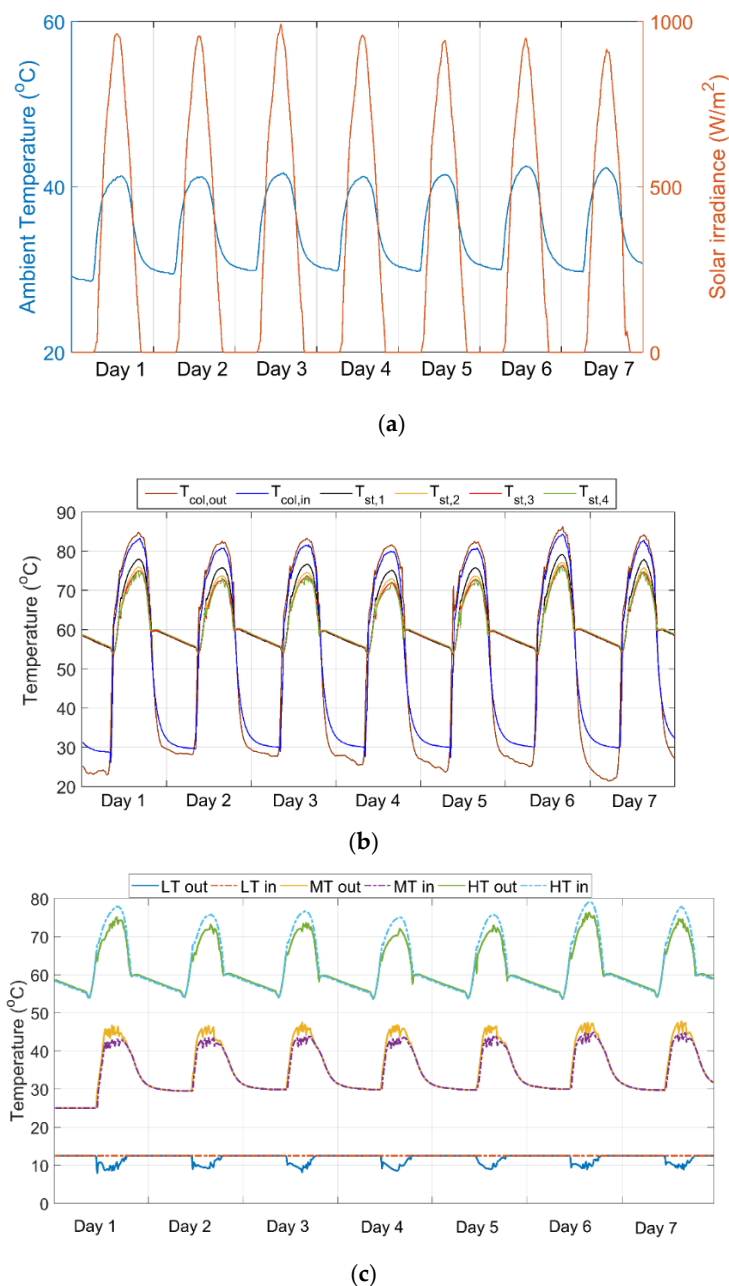 Ambient Temperature (°C)
60
40
20
1000
500
0
Solar irradiance (W/m²)
Day 1 Day 2 Day 3 Day 4 Day 5 Day 6 Day 7
(a)
T_col,out T_col,in T_st,1 T_st,2 T_st,3 T_st,4
Temperature (°C)
90
80
70
60
50
40
30
20
Day 1 Day 2 Day 3 Day 4 Day 5 Day 6 Day 7
(b)
LT out LT in MT out MT in HT out HT in
Temperature (°C)
80
70
60
50
40
30
20
10
0
Day 1 Day 2 Day 3 Day 4 Day 5 Day 6 Day 7
(c)